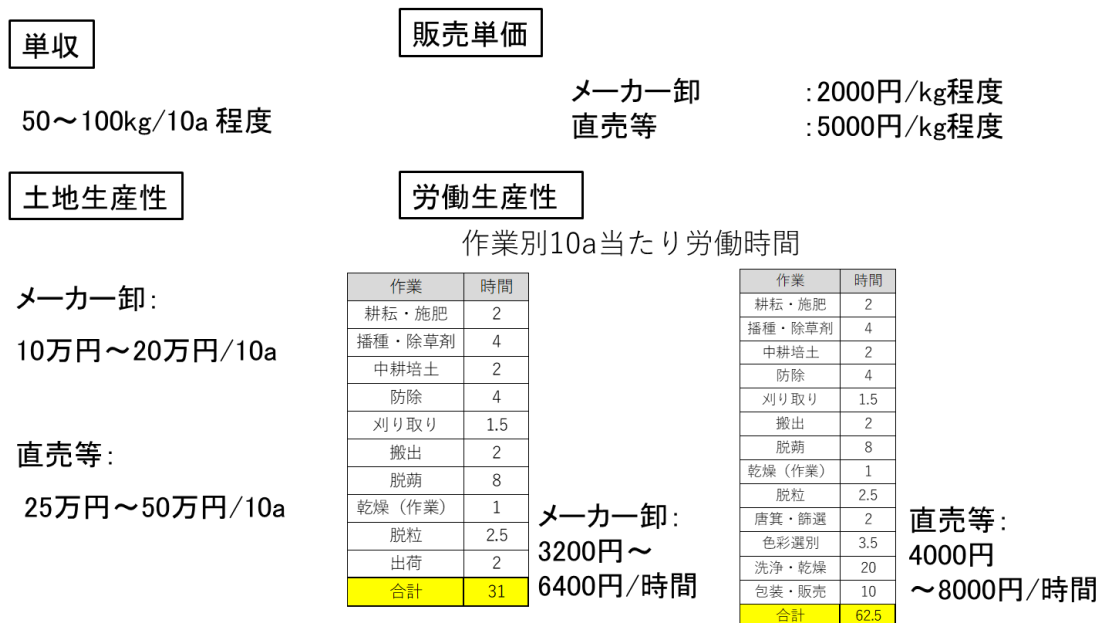 単収
販売単価
50～100kg/10a 程度
メーカー卸 :2000円/kg程度
直売等 :5000円/kg程度
土地生産性
労働生産性
作業別10a当たり労働時間
メーカー卸:
10万円～20万円/10a
直売等:
25万円～50万円/10a
作業 時間
耕耘・施肥 2
播種・除草剤 4
中耕培土 2
防除 4
刈り取り 1.5
搬出 2
脱蒴 8
乾燥（作業） 1
脱粒 2.5
出荷 2
合計 31
メーカー卸:
3200円～
6400円/時間
作業 時間
耕耘・施肥 2
播種・除草剤 4
中耕培土 2
防除 4
刈り取り 1.5
搬出 2
脱蒴 8
乾燥（作業） 1
脱粒 2.5
唐箕・篩選 2
色彩選別 3.5
洗浄・乾燥 20
包装・販売 10
合計 62.5
直売等:
4000円
～8000円/時間